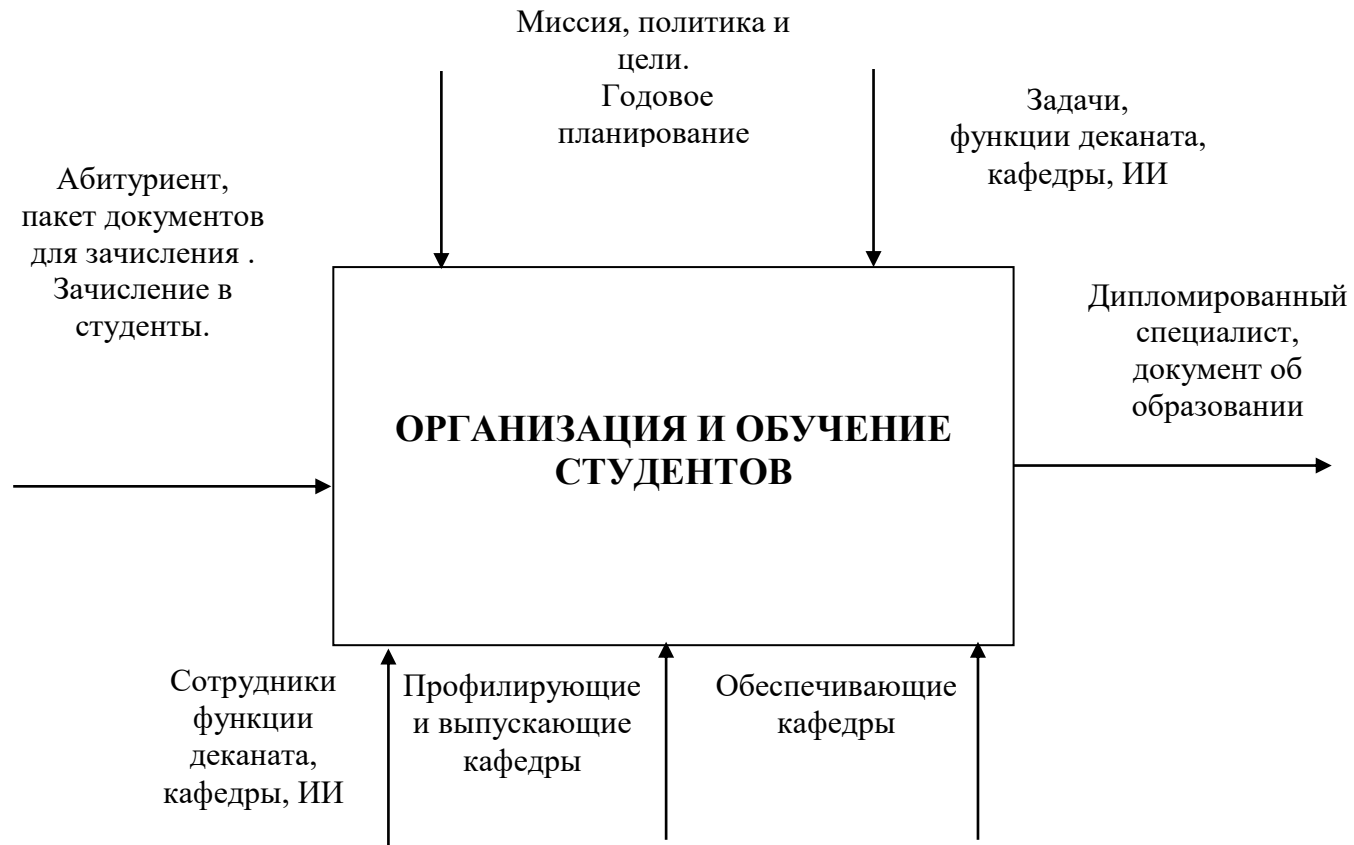 Миссия, политика и
цели.
Годовое
планирование
Задачи,
функции деканата,
кафедры, ИИ
Абитуриент,
пакет документов
для зачисления .
Зачисление в
студенты.
Дипломированный
специалист,
документ об
образовании
ОРГАНИЗАЦИЯ И ОБУЧЕНИЕ
СТУДЕНТОВ
Сотрудники
функции
деканата,
кафедры, ИИ
Профилирующие
и выпускающие
кафедры
Обеспечивающие
кафедры